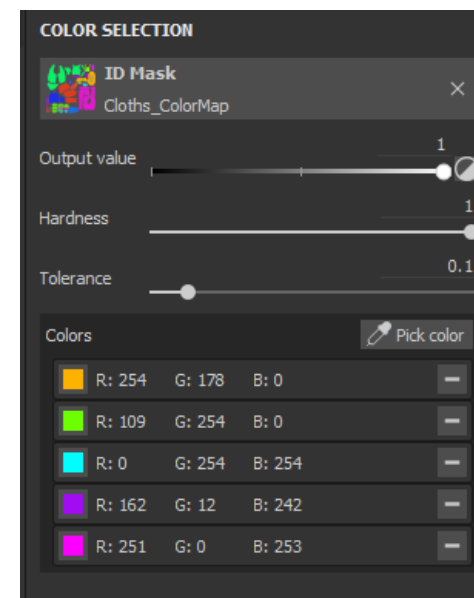 COLOR SELECTION
ID Mask
Cloths_ColorMap
Output value 1
Hardness 1
Tolerance 0.1
Colors Pick color
R: 254 G: 178 B: 0
R: 109 G: 254 B: 0
R: 0 G: 254 B: 254
R: 162 G: 12 B: 242
R: 251 G: 0 B: 253